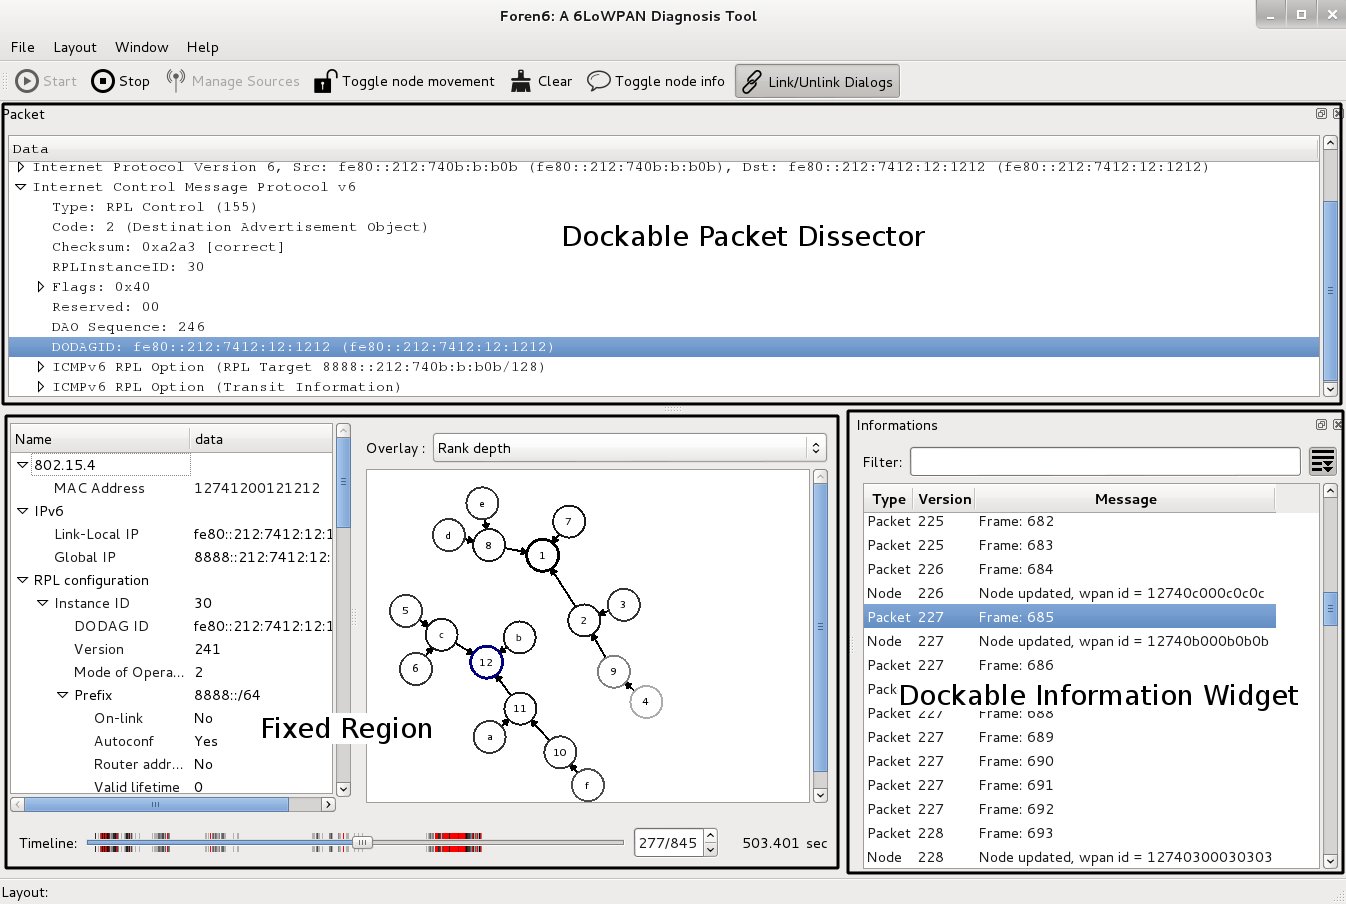 Foren6: A 6LoWPAN Diagnosis Tool
File Layout Window Help
Start Stop Manage Sources Toggle node movement Clear Toggle node info Link/Unlink Dialogs
Packet
Data
Internet Protocol Version 6, Src: fe80::212:740b:b:b0b (fe80::212:740b:b:b0b), Dst: fe80::212:7412:12:1212 (fe80::212:7412:12:1212)
Internet Control Message Protocol v6
Type: RPL Control (155)
Code: 2 (Destination Advertisement Object)
Checksum: 0xa2a3 [correct]
RPLInstanceID: 30
Flags: 0x40
Reserved: 00
DAO Sequence: 246
DODAGID: fe80::212:7412:12:1212 (fe80::212:7412:12:1212)
ICMPv6 RPL Option (RPL Target 8888::212:740b:b:b0b/128)
ICMPv6 RPL Option (Transit Information)
Dockable Packet Dissector
Name data
802.15.4
MAC Address 12741200121212
IPv6
Link-Local IP fe80::212:7412:12:1
Global IP 8888::212:7412:12:
RPL configuration
Instance ID 30
DODAG ID fe80::212:7412:12:1
Version 241
Mode of Opera... 2
Prefix 8888::/64
On-link No
Autoconf Yes
Router addr... No
Valid lifetime 0
Fixed Region
Overlay : Rank depth
e
7
d
8
1
5
3
2
c
b
6
12
9
4
11
a
10
f
Timeline: 277/845 503.401 sec
Informations
Filter:
Type Version Message
Packet 225 Frame: 682
Packet 225 Frame: 683
Packet 226 Frame: 684
Node 226 Node updated, wpan id = 12740c000c0c0c
Packet 227 Frame: 685
Node 227 Node updated, wpan id = 12740b000b0b0b
Packet 227 Frame: 686
Pack
Dockable Information Widget
Packet 227 Frame: 688
Packet 227 Frame: 689
Packet 227 Frame: 690
Packet 227 Frame: 691
Packet 227 Frame: 692
Packet 228 Frame: 693
Node 228 Node updated, wpan id = 12740300030303
Layout: